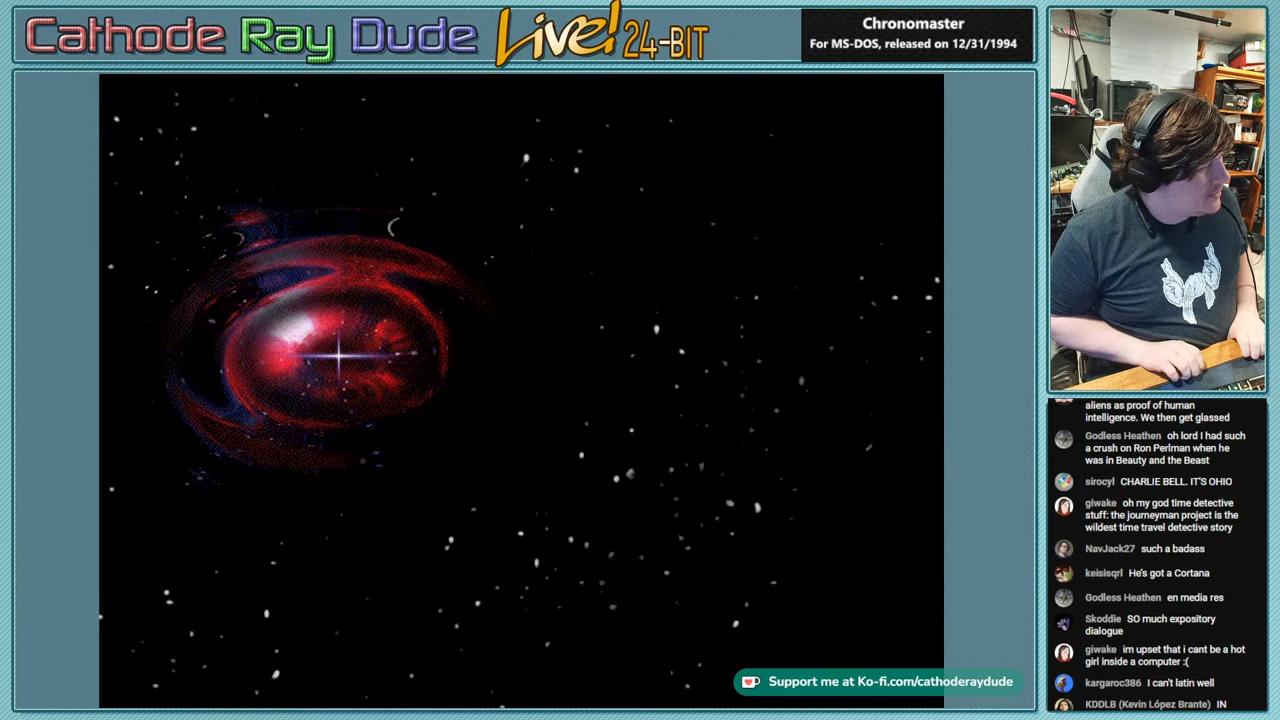 Cathode Ray Dude Live! 24-BIT
Chronomaster
For MS-DOS, released on 12/31/1994
aliens as proof of human
intelligence. We then get glassed
Godless Heathen oh lord I had such
a crush on Ron Perlman when he
was in Beauty and the Beast
sirocyl CHARLIE BELL. IT'S OHIO
giwake oh my god time detective
stuff: the journeyman project is the
wildest time travel detective story
NavJack27 such a badass
keisisqrl He's got a Cortana
Godless Heathen en media res
Skoddie SO much expository
dialogue
giwake im upset that i cant be a hot
girl inside a computer :(
kargaroc386 I can't latin well
KDDLB (Kevin López Brante) IN
Support me at Ko-fi.com/cathoderaydude